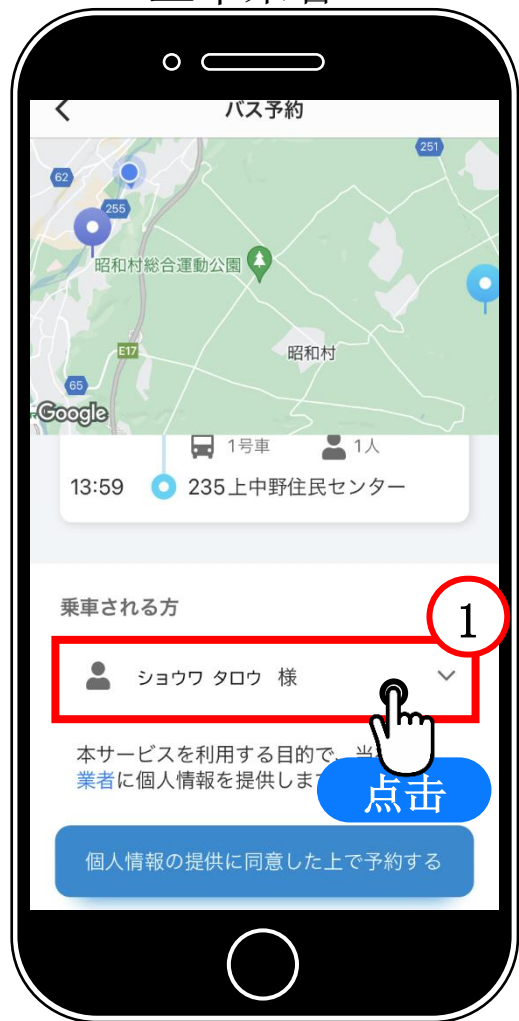 バス予約
251
62
255
昭和村総合運動公園
E17
昭和村
65
Google
1号車 1人
13:59 235上中野住民センター
乗車される方
1
ショウワ タロウ 様
本サービスを利用する目的で、当
業者に個人情報を提供しま
点击
個人情報の提供に同意した上で予約する